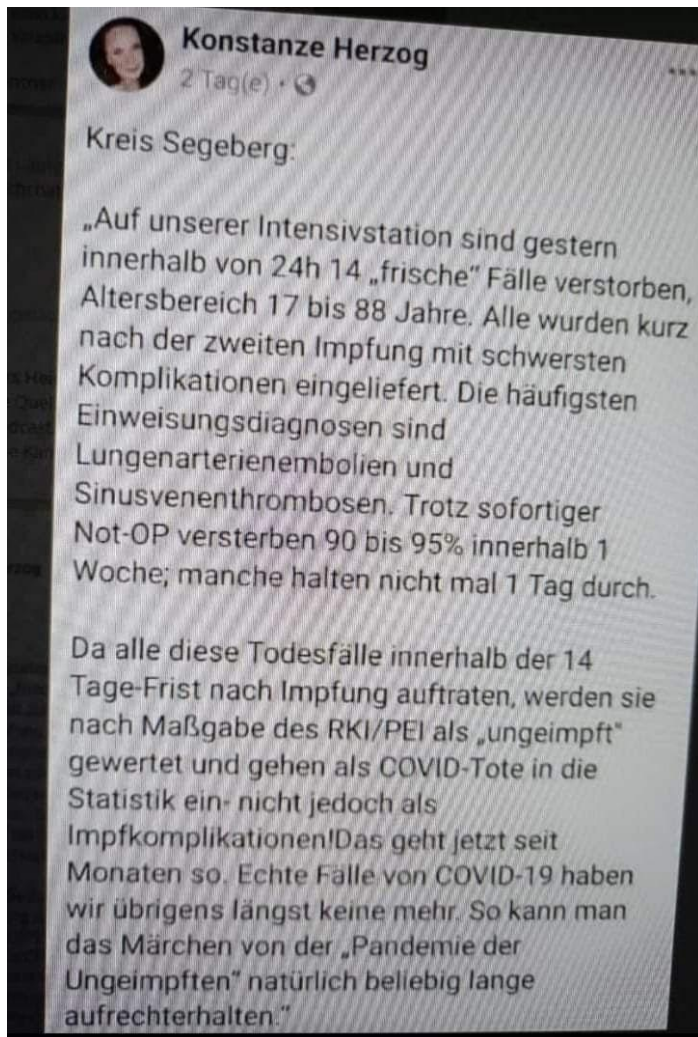 Konstanze Herzog
2 Tag(e) ·
Kreis Segeberg:
„Auf unserer Intensivstation sind gestern
innerhalb von 24h 14 „frische" Fälle verstorben,
Altersbereich 17 bis 88 Jahre. Alle wurden kurz
nach der zweiten Impfung mit schwersten
Komplikationen eingeliefert. Die häufigsten
Einweisungsdiagnosen sind
Lungenarterienembolien und
Sinusvenenthrombosen. Trotz sofortiger
Not-OP versterben 90 bis 95% innerhalb 1
Woche; manche halten nicht mal 1 Tag durch.
Da alle diese Todesfälle innerhalb der 14
Tage-Frist nach Impfung auftraten, werden sie
nach Maßgabe des RKI/PEI als „ungeimpft"
gewertet und gehen als COVID-Tote in die
Statistik ein- nicht jedoch als
Impfkomplikationen!Das geht jetzt seit
Monaten so. Echte Fälle von COVID-19 haben
wir übrigens längst keine mehr. So kann man
das Märchen von der „Pandemie der
Ungeimpften" natürlich beliebig lange
aufrechterhalten."